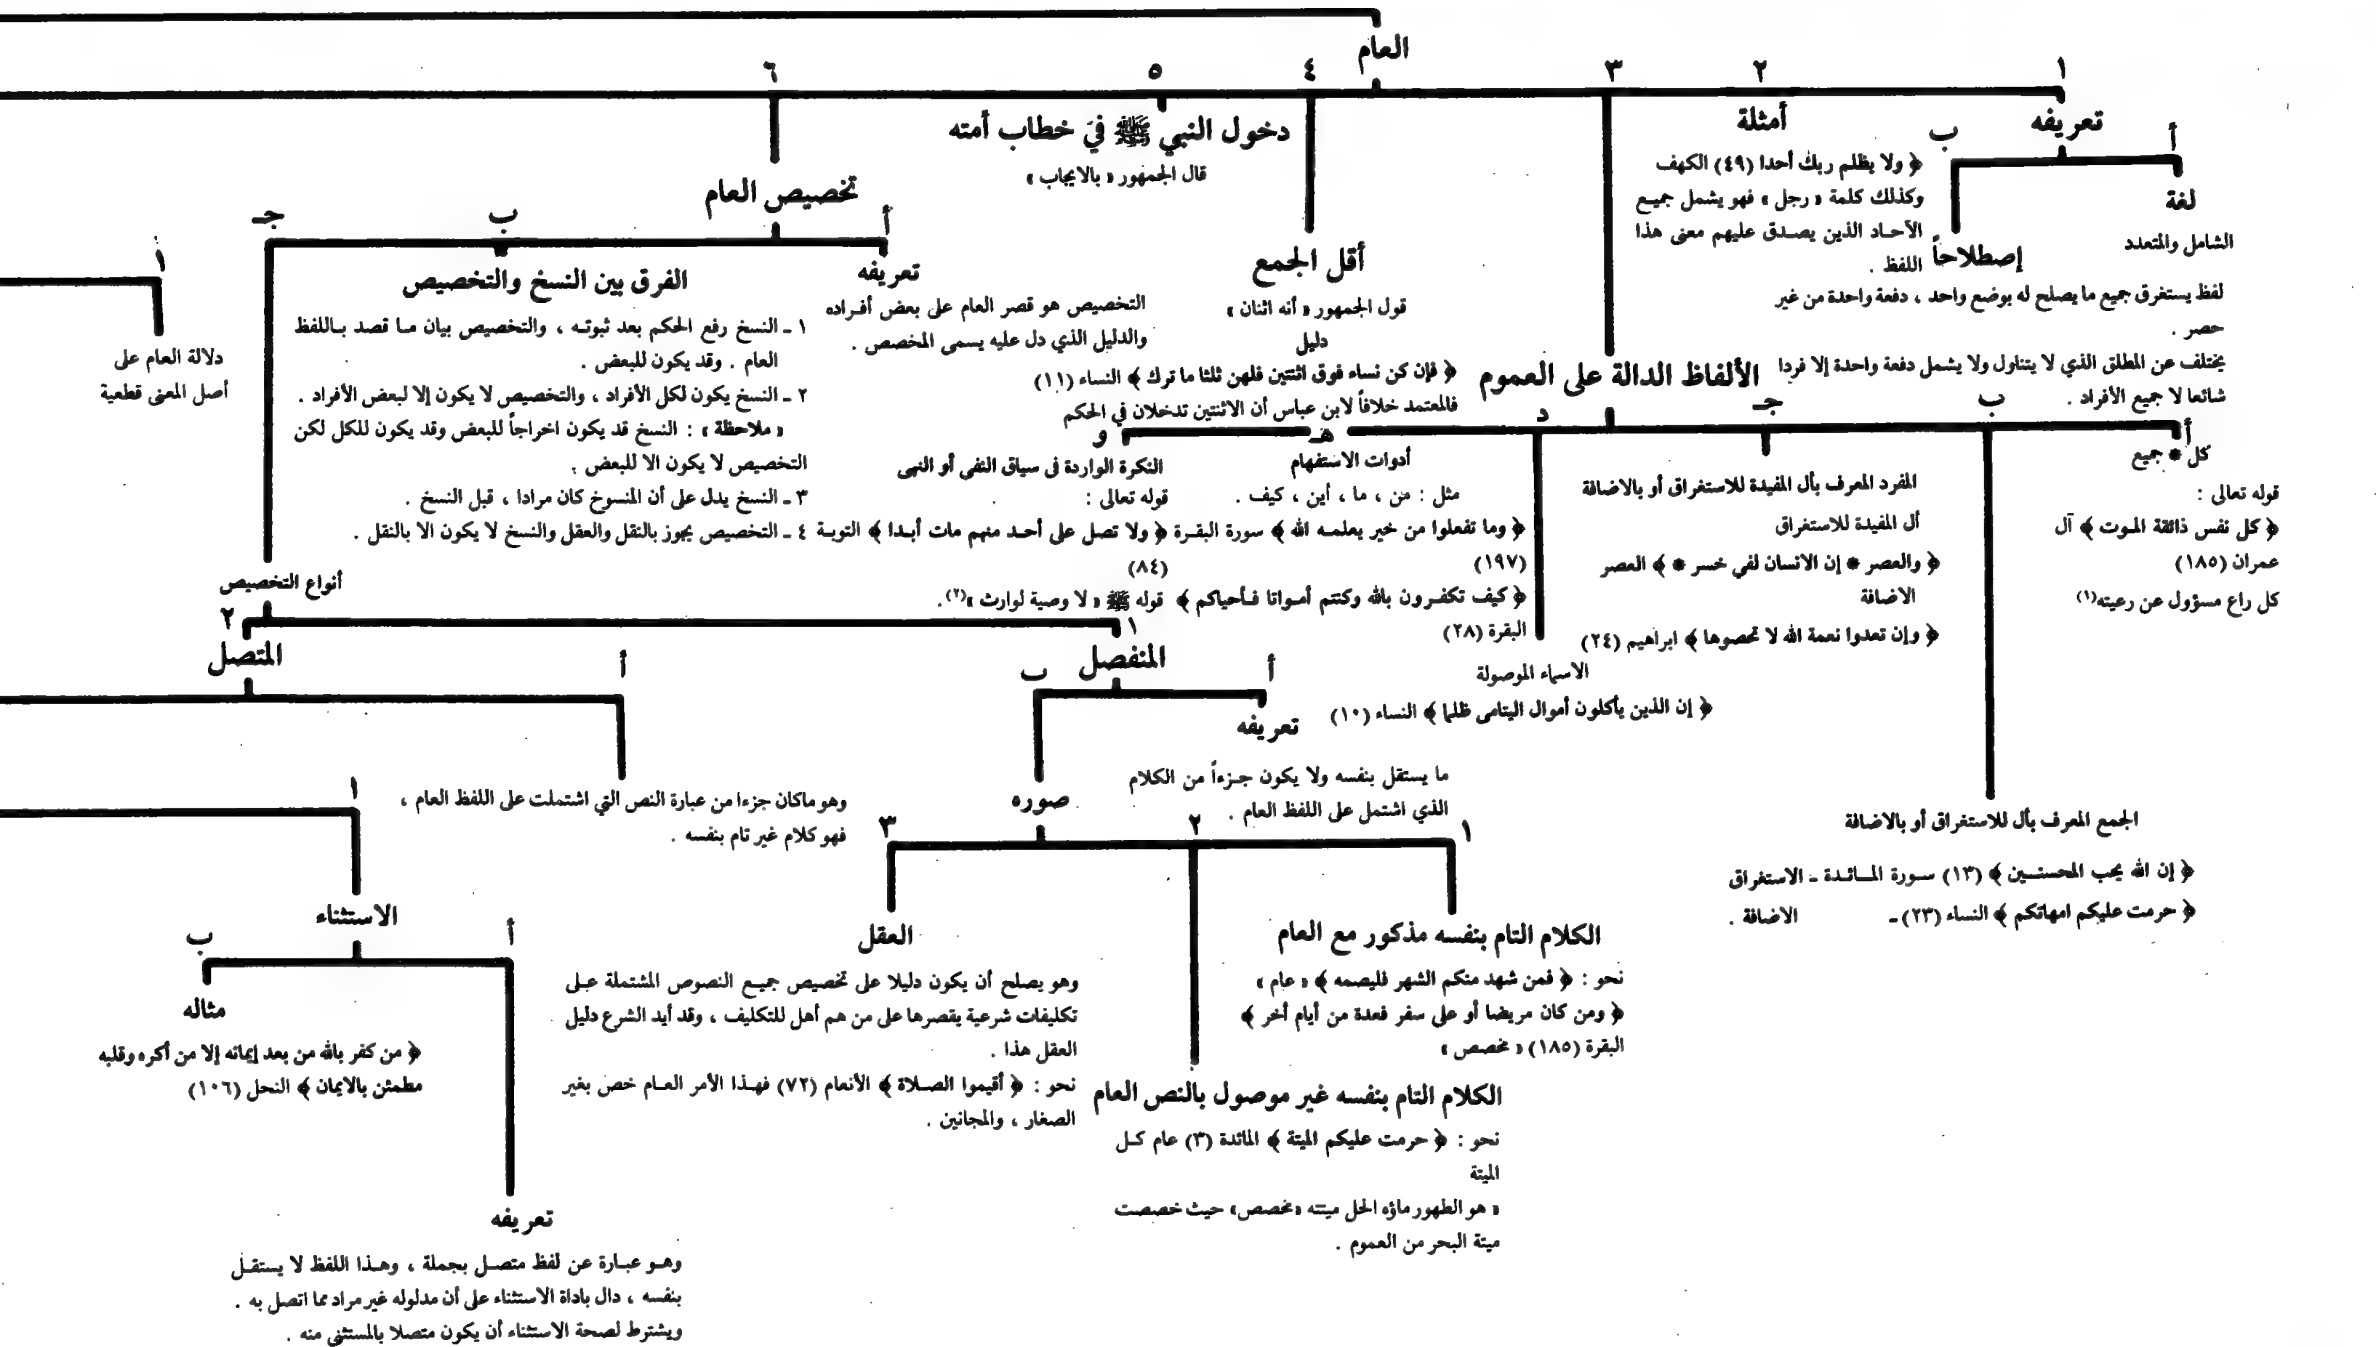 العام
١
٢
٣
٤
٥
٦
تعريفه
أ
ب
لغة
الشامل والمتعدد
إصطلاحاً
لفظ يستغرق جميع ما يصلح له بوضع واحد ، دفعة واحدة من غير
حصر .
يختلف عن المطلق الذي لا يتناول ولا يشمل دفعة واحدة إلا فردا
شائعا لا جميع الأفراد .
أمثلة
﴿ ولا يظلم ربك أحدا (٤٩) الكهف
وكذلك كلمة « رجل » فهو يشمل جميع
الآحاد الذين يصدق عليهم معنى هذا
اللفظ .
الألفاظ الدالة على العموم
أ
ب
جـ
د
هـ
و
كل * جميع
قوله تعالى :
﴿ كل نفس ذائقة الموت ﴾ آل
عمران (١٨٥)
كل راع مسؤول عن رعيته(١)
الجمع المعرف بأل للاستغراق أو بالاضافة
﴿ إن الله يحب المحسنين ﴾ (١٣) سورة المائدة ـ الاستغراق
﴿ حرمت عليكم امهاتكم ﴾ النساء (٢٣) ـ الاضافة .
المفرد المعرف بأل المفيدة للاستغراق أو بالاضافة
أل المفيدة للاستغراق
﴿ والعصر * إن الانسان لفي خسر * ﴾ العصر
الاضافة
﴿ وإن تعدوا نعمة الله لا تحصوها ﴾ ابراهيم (٢٤)
الاسماء الموصولة
﴿ إن الذين يأكلون أموال اليتامى ظلما ﴾ النساء (١٠)
أدوات الاستفهام
مثل : من ، ما ، أين ، كيف .
﴿ وما تفعلوا من خير يعلمه الله ﴾ سورة البقرة
(١٩٧)
﴿ كيف تكفرون بالله وكنتم أمواتا فأحياكم ﴾
البقرة (٢٨)
النكرة الواردة في سياق النفي أو النهي
قوله تعالى :
﴿ ولا تصل على أحد منهم مات أبدا ﴾ التوبة
(٨٤)
قوله ﷺ « لا وصية لوارث »(٢).
أقل الجمع
قول الجمهور « أنه اثنان »
دليل
﴿ فإن كن نساء فوق اثنتين فلهن ثلثا ما ترك ﴾ النساء (١١)
فالمعتمد خلافاً لابن عباس أن الاثنتين تدخلان في الحكم
دخول النبي ﷺ في خطاب أمته
قال الجمهور « بالايجاب »
تخصيص العام
أ
ب
جـ
تعريفه
التخصيص هو قصر العام على بعض أفراده
والدليل الذي دل عليه يسمى المخصص .
الفرق بين النسخ والتخصيص
١ ـ النسخ رفع الحكم بعد ثبوته ، والتخصيص بيان ما قصد باللفظ
العام . وقد يكون للبعض .
٢ ـ النسخ يكون لكل الأفراد ، والتخصيص لا يكون إلا لبعض الأفراد .
« ملاحظة » : النسخ قد يكون اخراجاً للبعض وقد يكون للكل لكن
التخصيص لا يكون الا للبعض .
٣ ـ النسخ يدل على أن المنسوخ كان مرادا ، قبل النسخ .
٤ ـ التخصيص يجوز بالنقل والعقل والنسخ لا يكون الا بالنقل .
أنواع التخصيص
١
٢
المنفصل
أ
ب
تعريفه
ما يستقل بنفسه ولا يكون جزءاً من الكلام
الذي اشتمل على اللفظ العام .
صوره
١
٢
٣
الكلام التام بنفسه مذكور مع العام
نحو : ﴿ فمن شهد منكم الشهر فليصمه ﴾ « عام »
﴿ ومن كان مريضا أو على سفر فعدة من أيام أخر ﴾
البقرة (١٨٥) « مخصص »
الكلام التام بنفسه غير موصول بالنص العام
نحو : ﴿ حرمت عليكم الميتة ﴾ المائدة (٣) عام كل
الميتة
« هو الطهور ماؤه الحل ميتته «مخصص» حيث خصصت
ميتة البحر من العموم .
العقل
وهو يصلح أن يكون دليلا على تخصيص جميع النصوص المشتملة على
تكليفات شرعية يقصرها على من هم أهل للتكليف ، وقد أيد الشرع دليل
العقل هذا .
نحو : ﴿ أقيموا الصلاة ﴾ الأنعام (٧٢) فهذا الأمر العام خص بغير
الصغار ، والمجانين .
المتصل
أ
وهو ماكان جزءا من عبارة النص التي اشتملت على اللفظ العام ،
فهو كلام غير تام بنفسه .
١
الاستثناء
أ
ب
تعريفه
وهو عبارة عن لفظ متصل بجملة ، وهذا اللفظ لا يستقل
بنفسه ، دال باداة الاستثناء على أن مدلوله غير مراد مما اتصل به .
ويشترط لصحة الاستثناء أن يكون متصلا بالمستثنى منه .
مثاله
﴿ من كفر بالله من بعد إيمانه إلا من أكره وقلبه
مطمئن بالايمان ﴾ النحل (١٠٦)
١
دلالة العام على
أصل المعنى قطعية